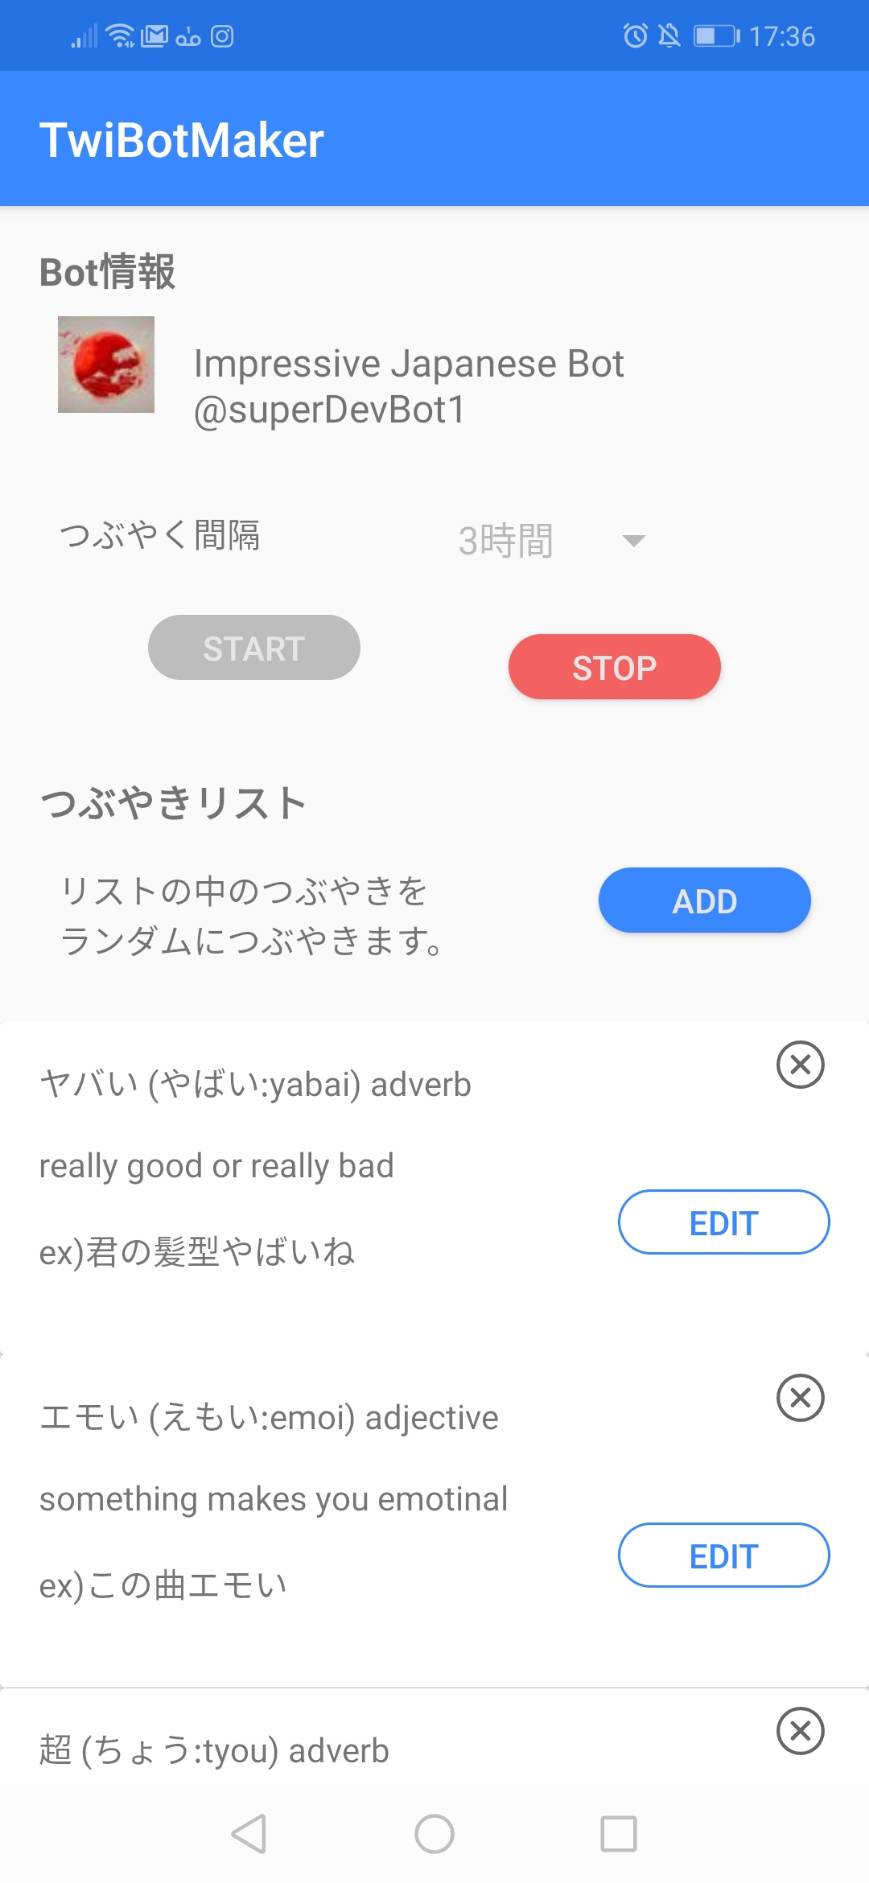 17:36
TwiBotMaker
Bot情報
Impressive Japanese Bot
@superDevBot1
つぶやく間隔
3時間
START
STOP
つぶやきリスト
リストの中のつぶやきを
ランダムにつぶやきます。
ADD
ヤバい (やばい:yabai) adverb
really good or really bad
EDIT
ex)君の髪型やばいね
エモい (えもい:emoi) adjective
something makes you emotinal
EDIT
ex)この曲エモい
超 (ちょう:tyou) adverb